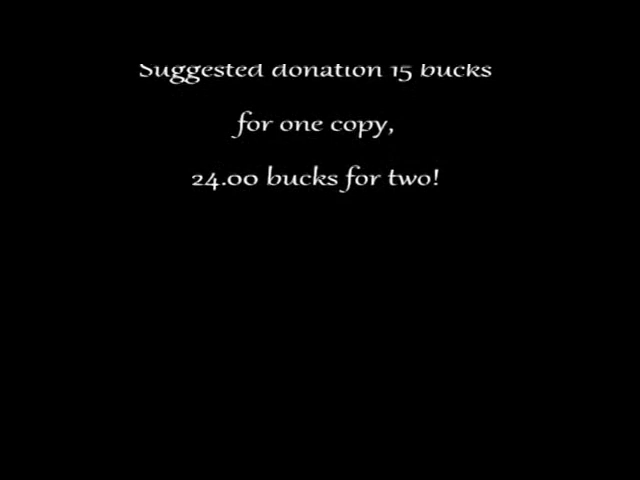 Suggested donation 15 bucks
for one copy,
24.00 bucks for two!